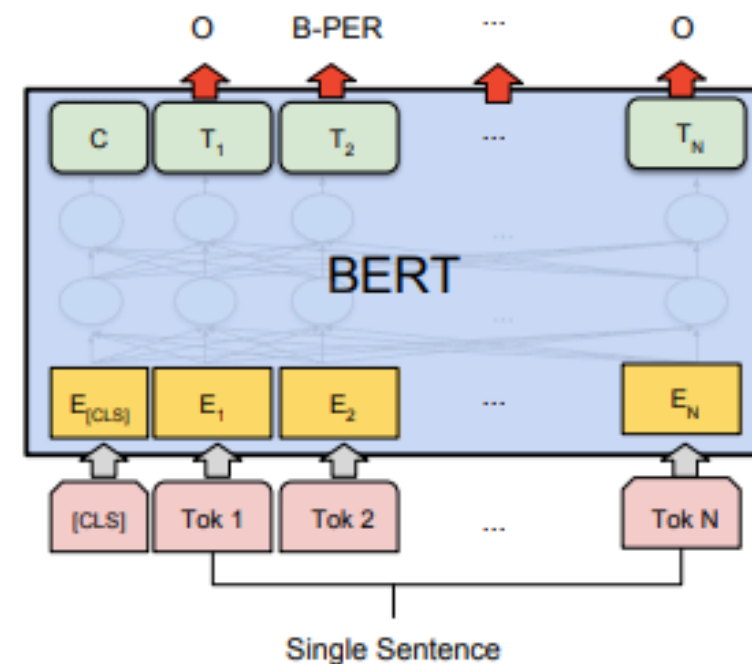 O B-PER ... O
C T1 T2 ... TN
...
BERT
...
E[CLS] E1 E2 ... EN
[CLS] Tok 1 Tok 2 ... Tok N
Single Sentence